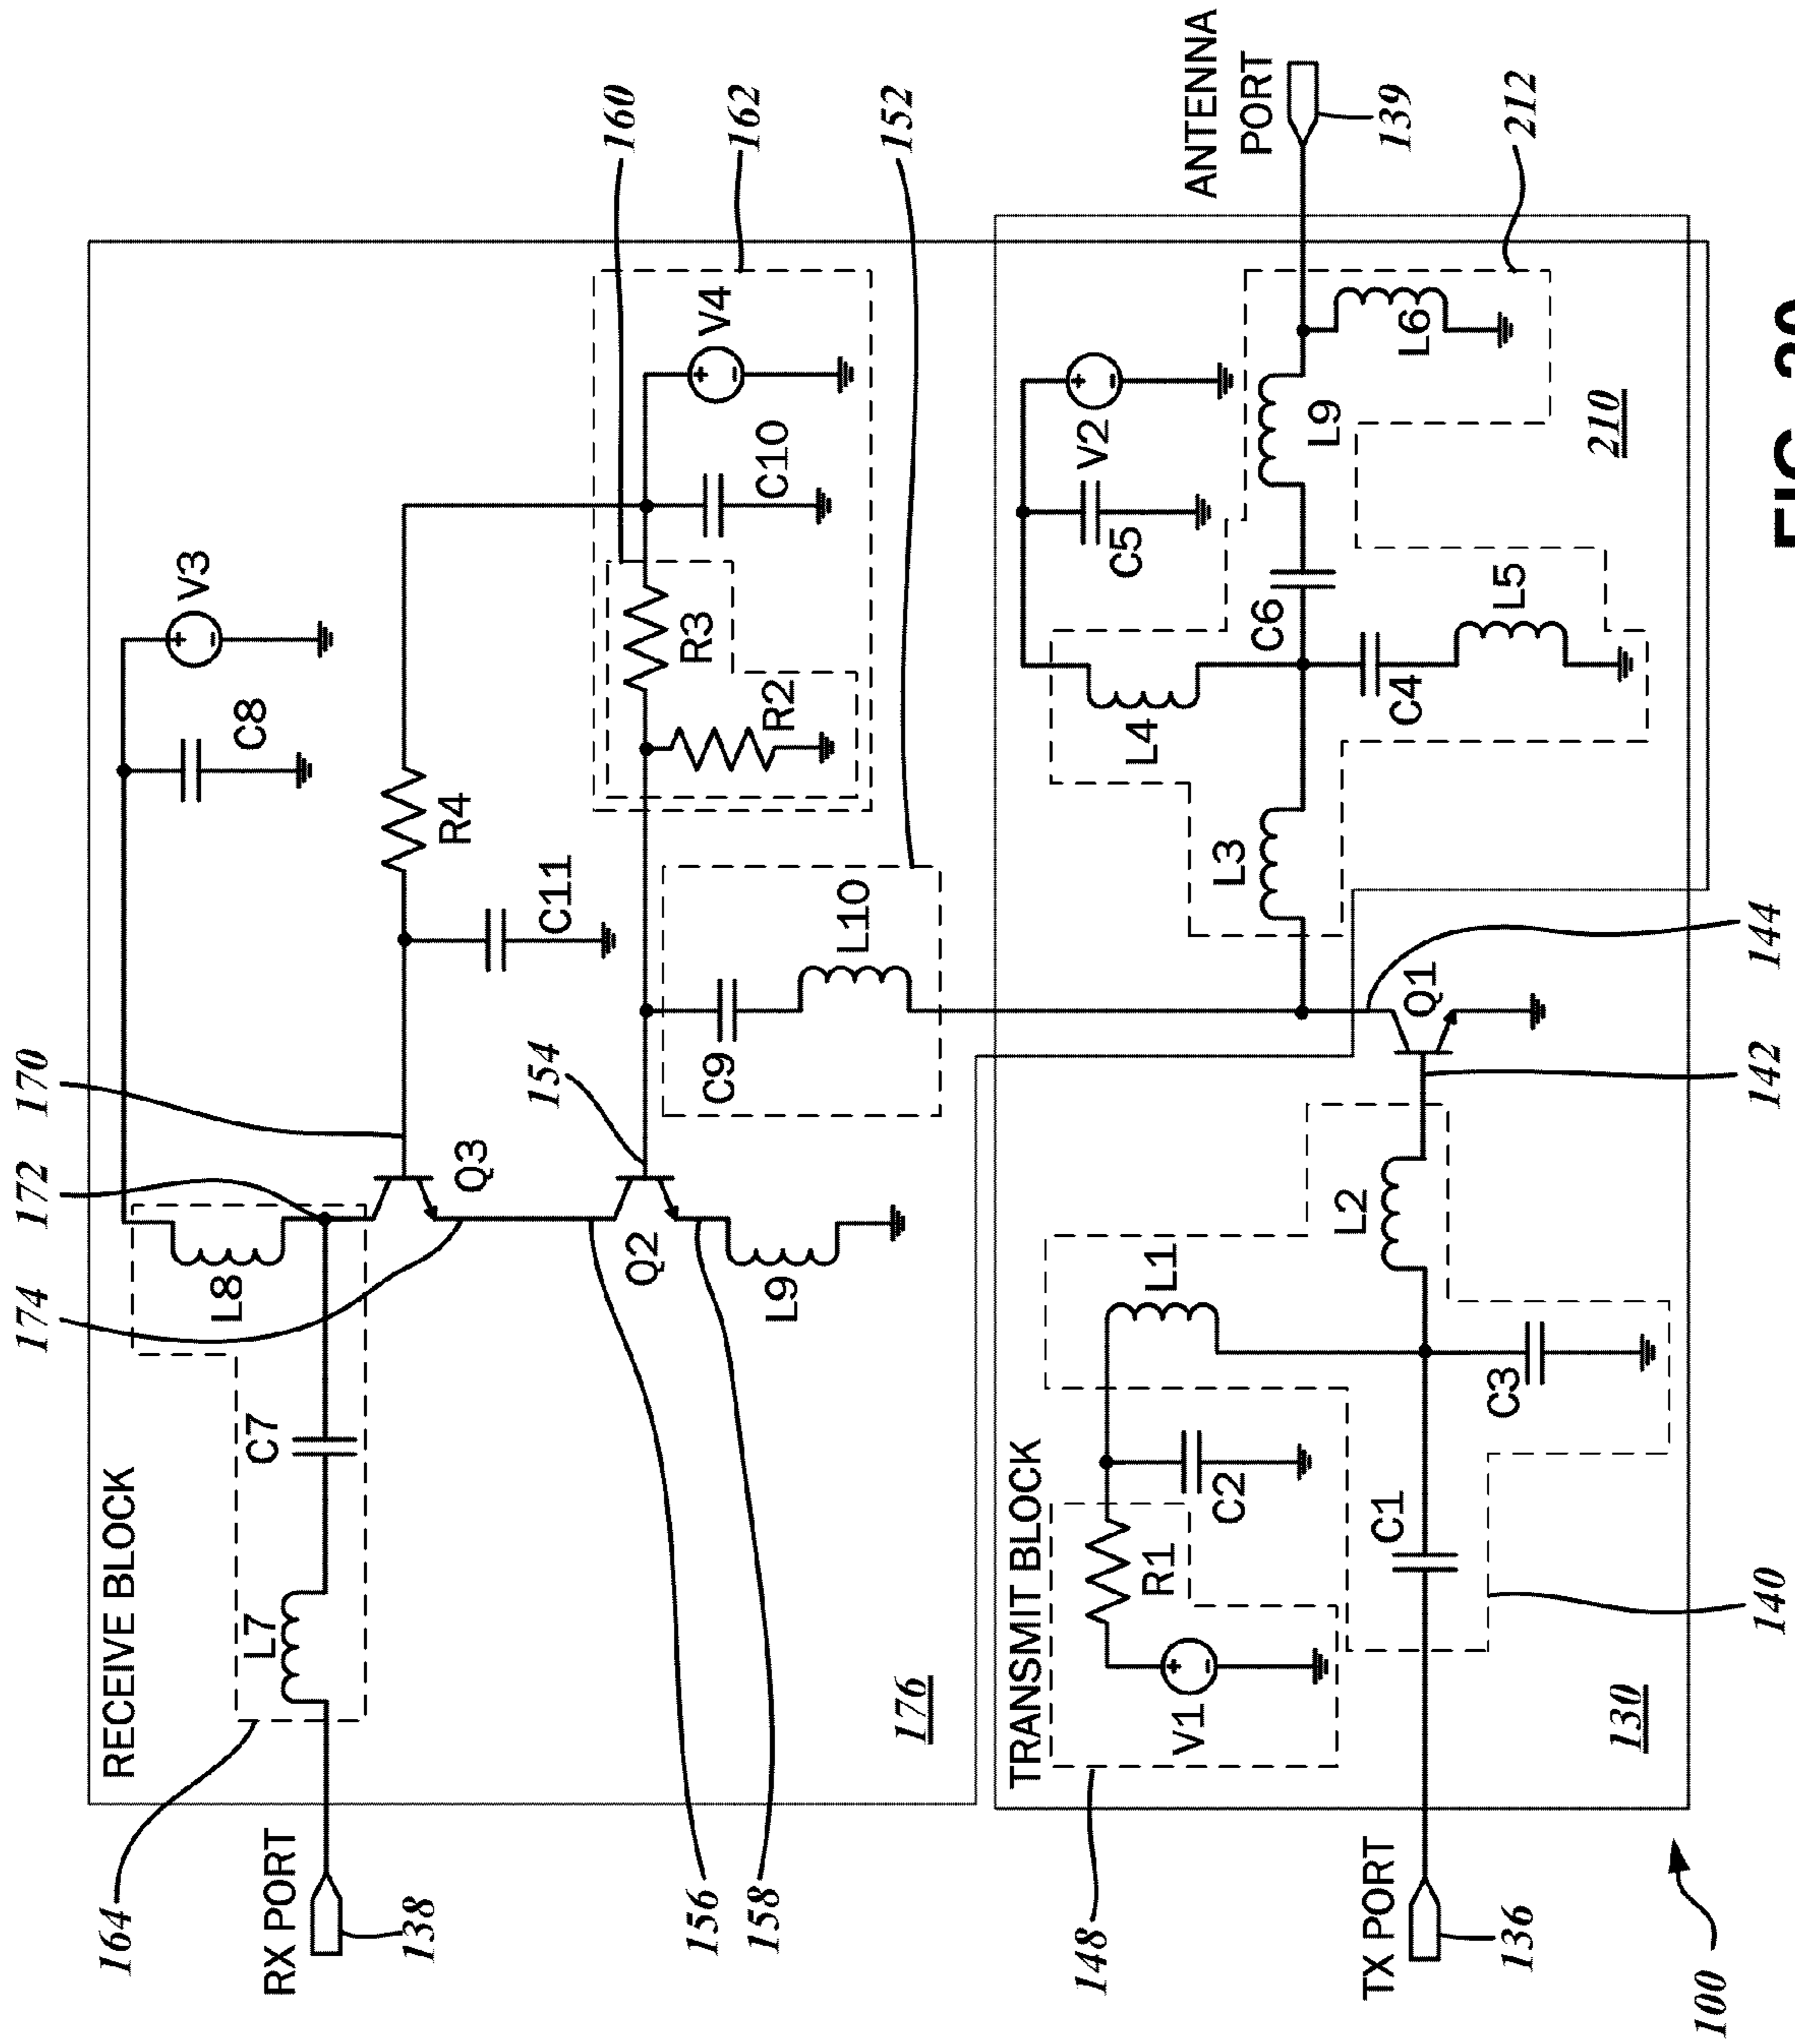 174
172
170
164
RECEIVE BLOCK
V3
L8
C8
L7
C7
RX PORT
138
Q3
R4
C11
154
160
Q2
R3
V4
162
156
C9
158
L9
R2
C10
L10
152
176
TRANSMIT BLOCK
148
V2
C5
L4
R1
L1
V1
ANTENNA
PORT
C2
L3
C6
L9
L2
TX PORT
C1
139
C4
L6
Q1
C3
L5
136
212
210
130
100
140
142
144
FIG